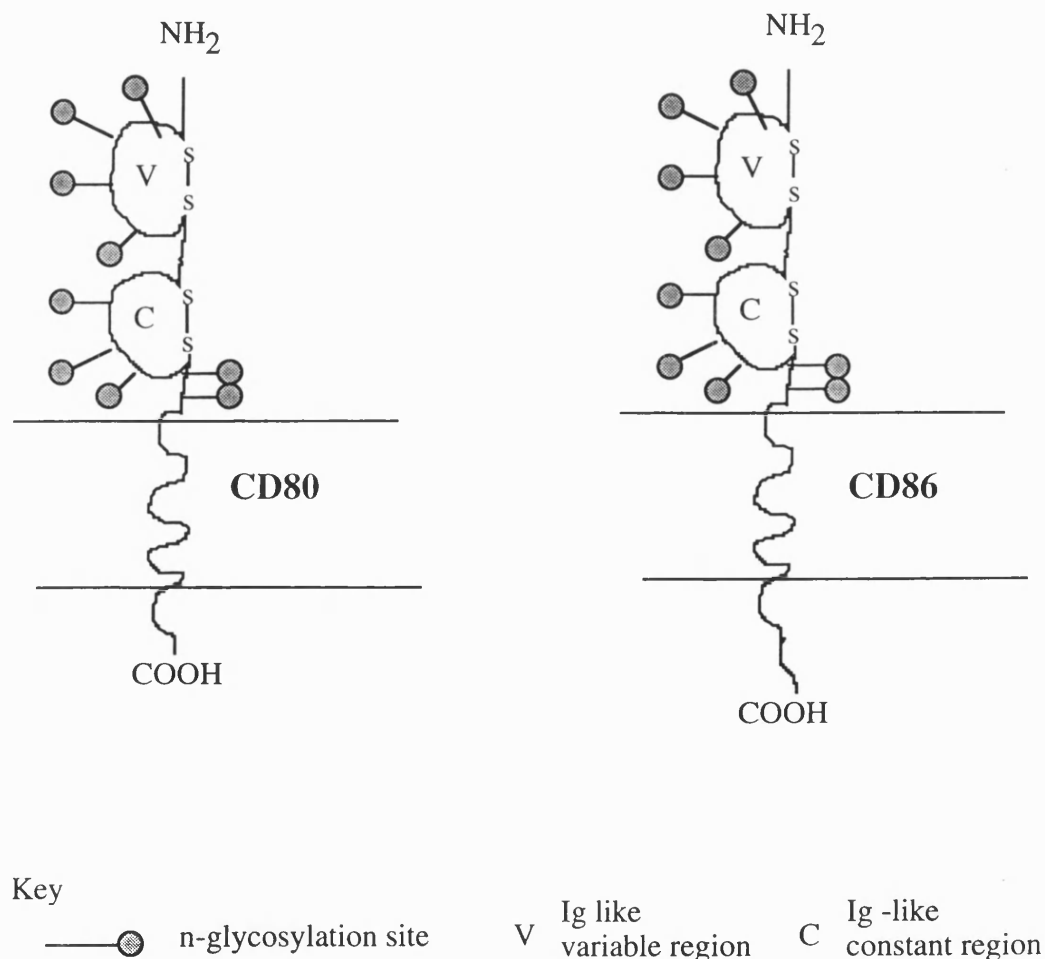 NH2
V
S
S
C
S
S
CD80
COOH
NH2
V
S
S
C
S
S
CD86
COOH
Key
n-glycosylation site
V Ig like variable region
C Ig -like constant region